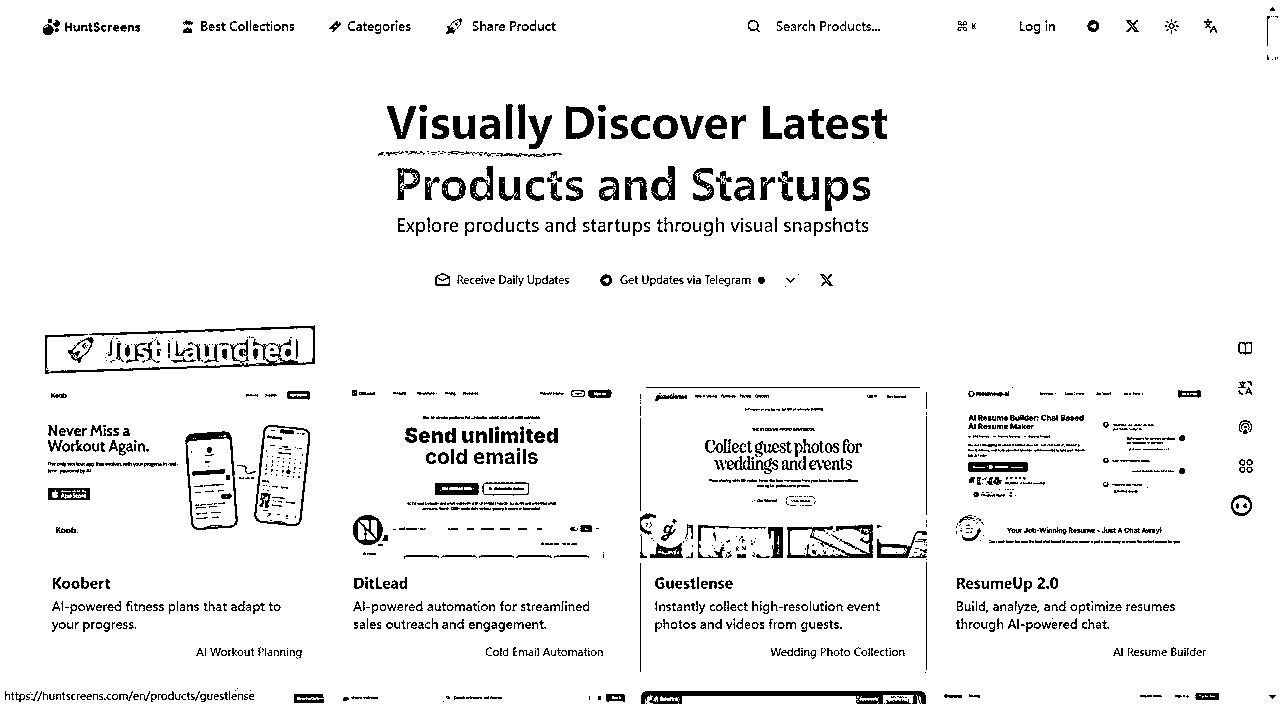 HuntScreens
Best Collections
Categories
Share Product
Search Products...
⌘ K
Log in
Visually Discover Latest
Products and Startups
Explore products and startups through visual snapshots
Receive Daily Updates
Get Updates via Telegram
Just Launched
Koob
Never Miss a
Workout Again.
App Store
Koob.
Koobert
AI-powered fitness plans that adapt to
your progress.
AI Workout Planning
Send unlimited
cold emails
DitLead
AI-powered automation for streamlined
sales outreach and engagement.
Cold Email Automation
Collect guest photos for
weddings and events
Guestlense
Instantly collect high-resolution event
photos and videos from guests.
Wedding Photo Collection
AI Resume Builder: Chat Based
AI Resume Maker
Your Job-Winning Resume - Just A Chat Away!
ResumeUp 2.0
Build, analyze, and optimize resumes
through AI-powered chat.
AI Resume Builder
https://huntscreens.com/en/products/guestlense